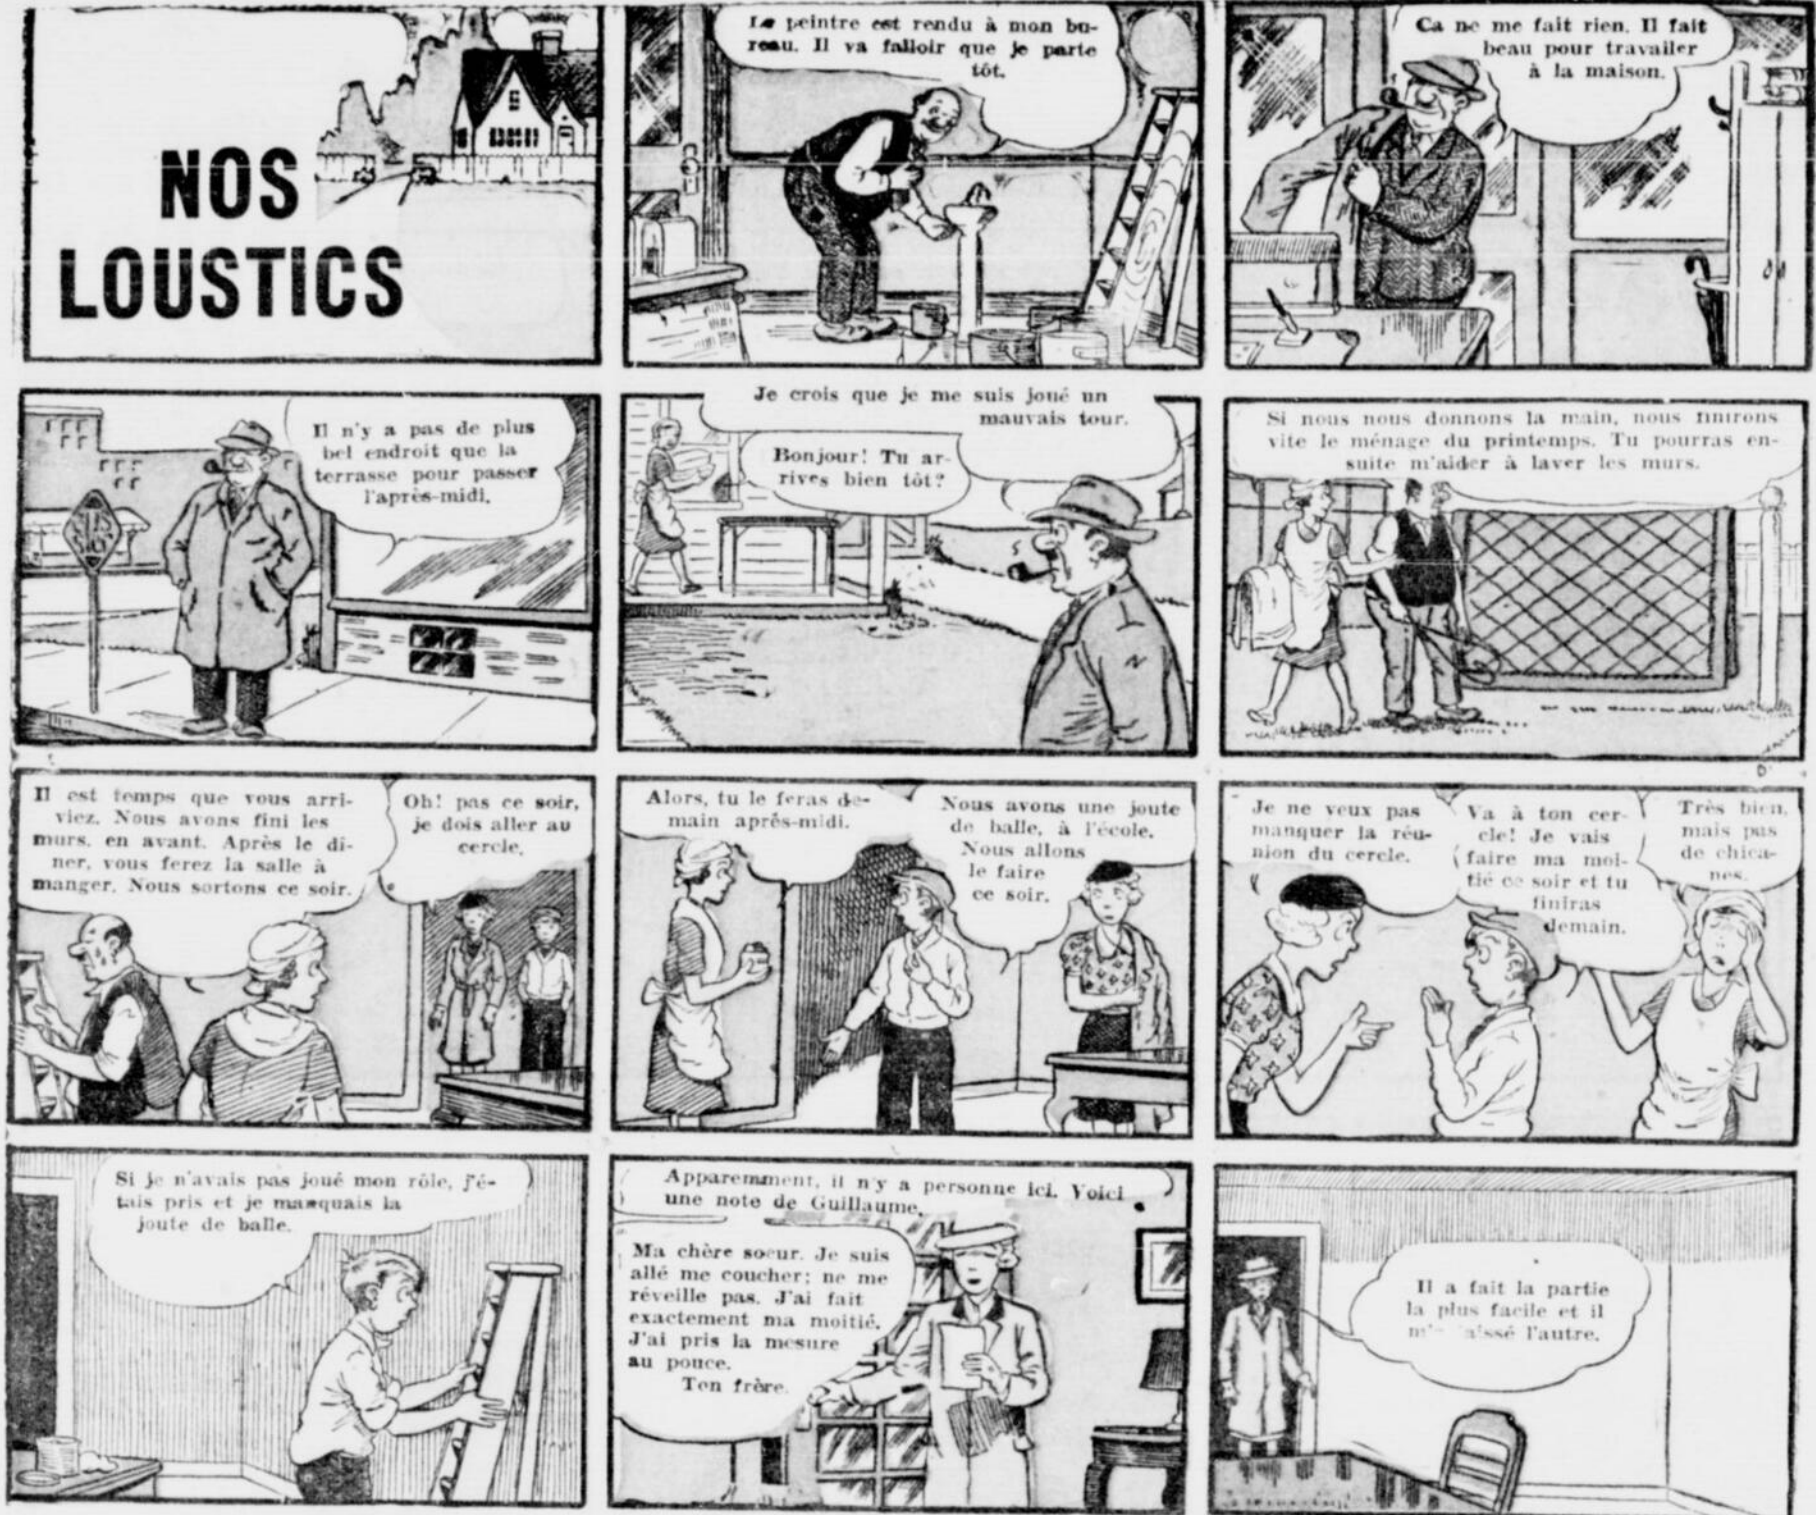 NOS
LOUSTICS
Le peintre est rendu à mon bu-
reau. Il va falloir que je parte
tôt.
Ca ne me fait rien. Il fait
beau pour travailler
à la maison.
Il n'y a pas de plus
bel endroit que la
terrasse pour passer
l'après-midi.
Je crois que je me suis joué un
mauvais tour.
Bonjour! Tu ar-
rives bien tôt?
Si nous nous donnons la main, nous finirons
vite le ménage du printemps. Tu pourras en-
suite m'aider à laver les murs.
Il est temps que vous arri-
viez. Nous avons fini les
murs, en avant. Après le dî-
ner, vous ferez la salle à
manger. Nous sortons ce soir.
Oh! pas ce soir,
je dois aller au
cercle.
Alors, tu le feras de-
main après-midi.
Nous avons une joute
de balle, à l'école.
Nous allons
le faire
ce soir.
Je ne veux pas
manquer la réu-
nion du cercle.
Va à ton cer-
cle! Je vais
faire ma moi-
tié ce soir et tu
finiras
demain.
Très bien,
mais pas
de chica-
nes.
Si je n'avais pas joué mon rôle, j'é-
tais pris et je manquais la
joute de balle.
Apparemment, il n'y a personne ici. Voici
une note de Guillaume.
Ma chère soeur. Je suis
allé me coucher; ne me
réveille pas. J'ai fait
exactement ma moitié.
J'ai pris la mesure
au pouce.
Ton frère.
Il a fait la partie
la plus facile et il
l'autre.